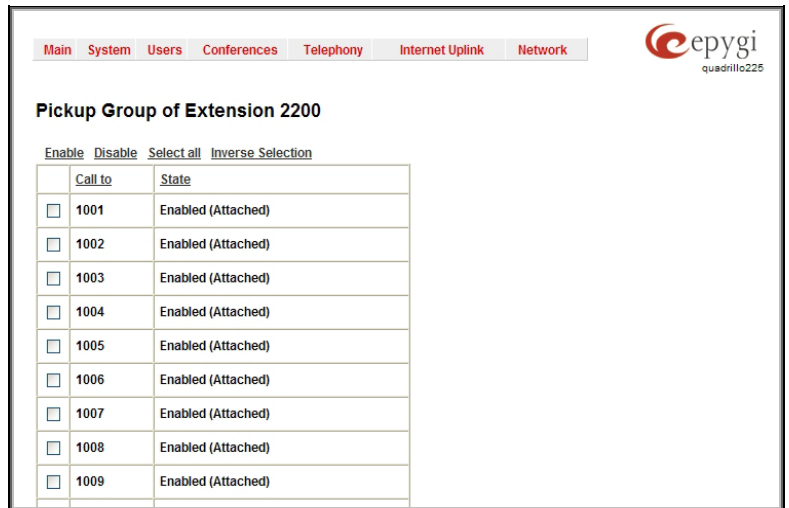 Main System Users Conferences Telephony Internet Uplink Network
epygi
quadrillo225
Pickup Group of Extension 2200
Enable Disable Select all Inverse Selection
Call to State
1001 Enabled (Attached)
1002 Enabled (Attached)
1003 Enabled (Attached)
1004 Enabled (Attached)
1005 Enabled (Attached)
1006 Enabled (Attached)
1007 Enabled (Attached)
1008 Enabled (Attached)
1009 Enabled (Attached)